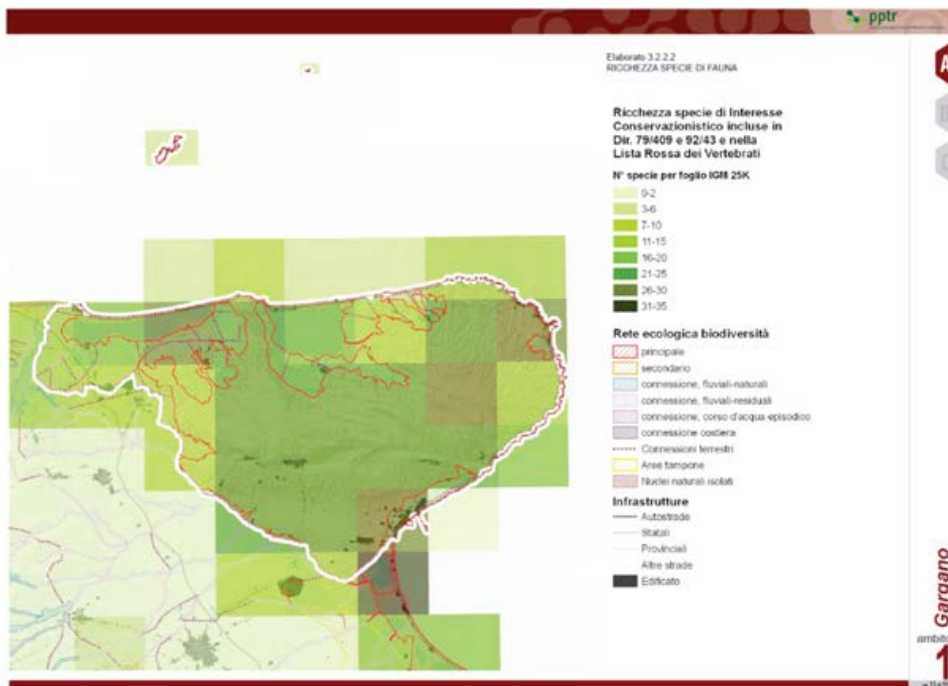 pptr
Elaborato 3.2.2.2
RICCHEZZA SPECIE DI FAUNA
A
Ricchezza specie di Interesse
Conservazionistico incluse in
Dir. 79/409 e 92/43 e nella
Lista Rossa dei Vertebrati
N° specie per foglio IGM 25K
0-2
3-6
7-10
11-15
16-20
21-25
26-30
31-35
Rete ecologica biodiversità
principale
secondario
connessione, fluviali-naturali
connessione, fluviali-residuali
connessione, corso d'acqua episodico
connessione costiera
Connessioni terrestri
Aree tampone
Nuclei naturali isolati
Infrastrutture
Autostrade
Statali
Provinciali
Altre strade
Edificato
Gargano
ambito
1